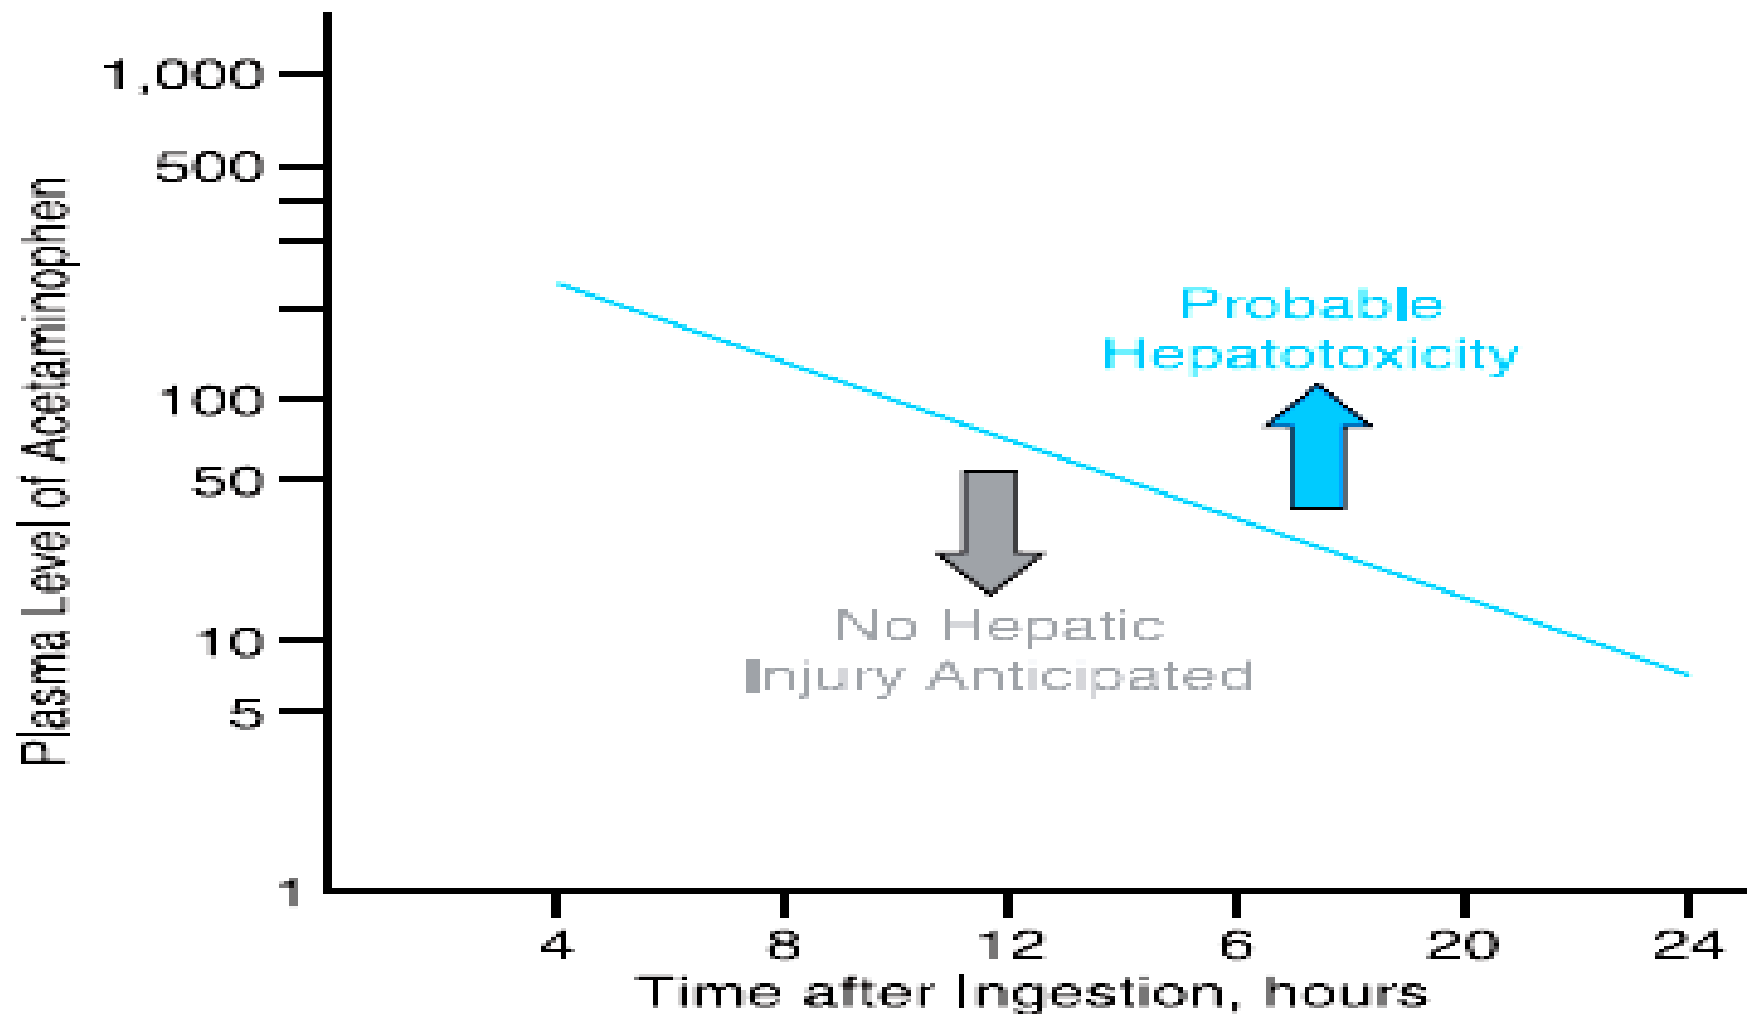 Plasma Level of Acetaminophen
1,000
500
100
50
10
5
1
Probable
Hepatotoxicity
No Hepatic
Injury Anticipated
4 8 12 6 20 24
Time after Ingestion, hours